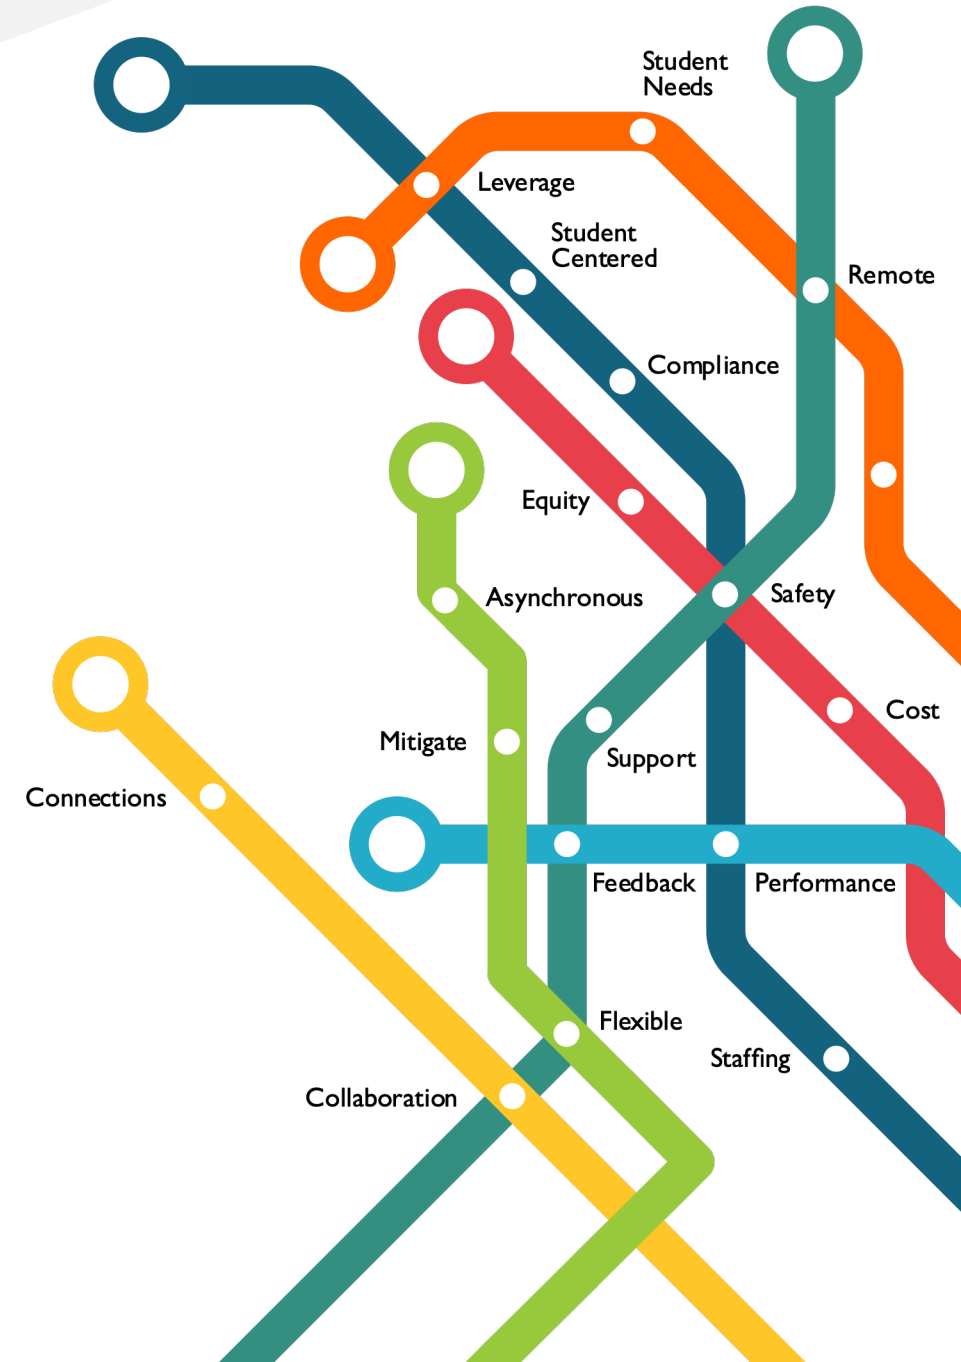 Student
Needs
Leverage
Student
Centered
Remote
Compliance
Equity
Asynchronous
Safety
Cost
Mitigate
Support
Connections
Feedback
Performance
Flexible
Staffing
Collaboration